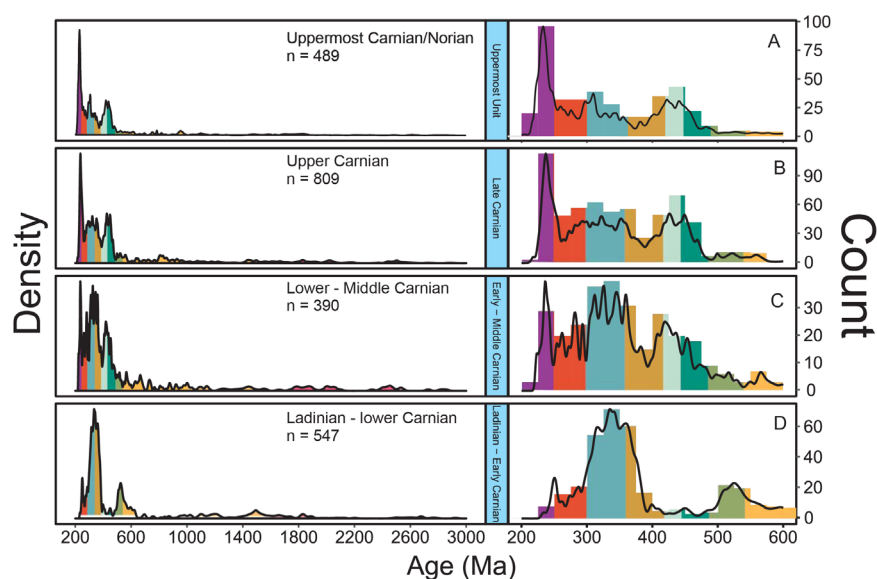 Uppermost Carnian/Norian
n = 489
Uppermost Unit
A
100
75
50
25
0
Upper Carnian
n = 809
Late Carnian
B
90
60
30
0
Lower - Middle Carnian
n = 390
Early – Middle Carnian
C
30
20
10
0
Ladinian - lower Carnian
n = 547
Ladinian – Early Carnian
D
60
40
20
0
Density
Count
200 600 1000 1400 1800 2200 2600 3000
200 300 400 500 600
Age (Ma)